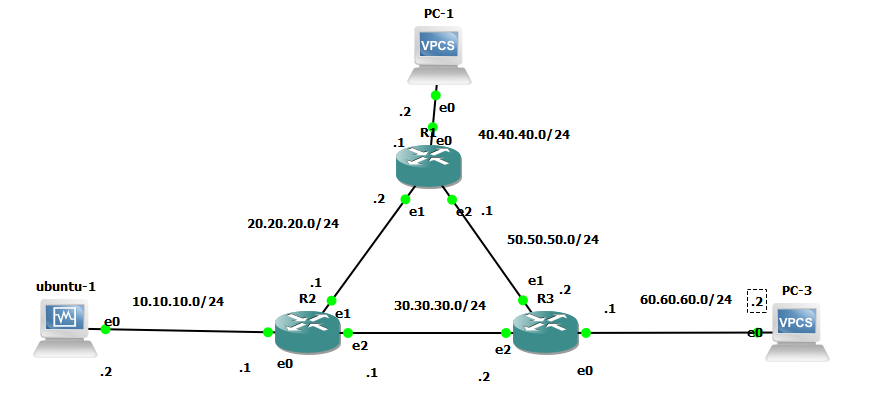 PC-1
VPCS
e0
.2
R1
e0
40.40.40.0/24
.1
.2
e1
e2
.1
20.20.20.0/24
50.50.50.0/24
ubuntu-1
10.10.10.0/24
e0
.2
.1
R2
e1
e0
e2
.1
.1
30.30.30.0/24
e1
.2
R3
e2
.2
.1
e0
60.60.60.0/24
.2
PC-3
e0
VPCS